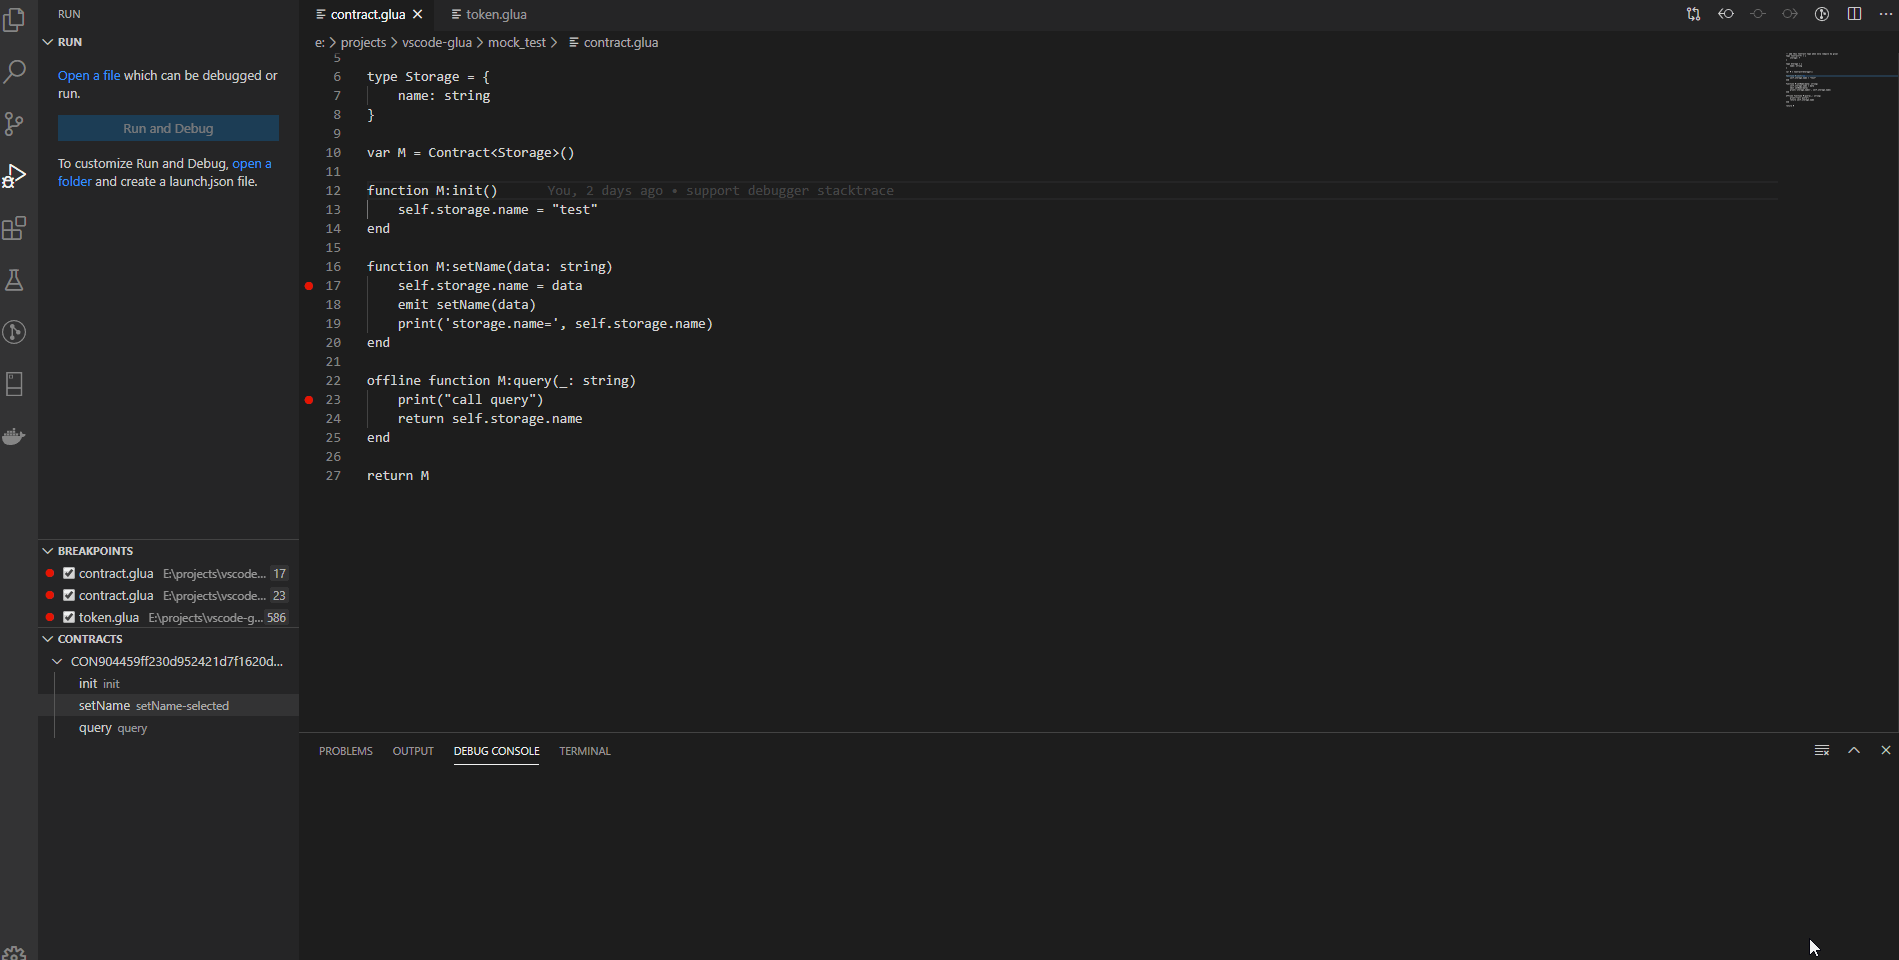 RUN
RUN
Open a file which can be debugged or
run.
Run and Debug
To customize Run and Debug, open a
folder and create a launch.json file.
BREAKPOINTS
contract.glua E:\projects\vscode... 17
contract.glua E:\projects\vscode... 23
token.glua E:\projects\vscode-g... 586
CONTRACTS
CON904459ff230d952421d7f1620d...
init init
setName setName-selected
query query
contract.glua
token.glua
e: > projects > vscode-glua > mock_test > contract.glua
5
6 type Storage = {
7 name: string
8 }
9
10 var M = Contract<Storage>()
11
12 function M:init() You, 2 days ago • support debugger stacktrace
13 self.storage.name = "test"
14 end
15
16 function M:setName(data: string)
17 self.storage.name = data
18 emit setName(data)
19 print('storage.name=', self.storage.name)
20 end
21
22 offline function M:query(_: string)
23 print("call query")
24 return self.storage.name
25 end
26
27 return M
PROBLEMS OUTPUT DEBUG CONSOLE TERMINAL